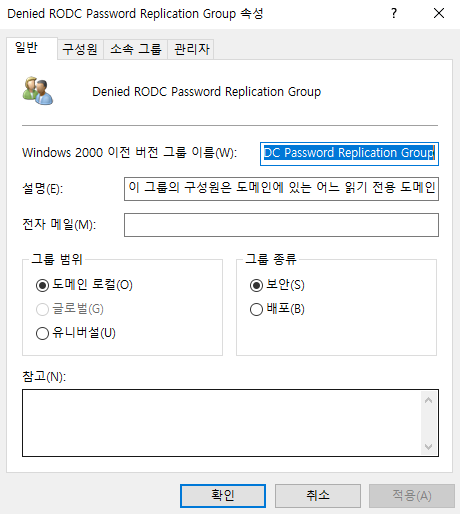 Denied RODC Password Replication Group 속성
일반 구성원 소속 그룹 관리자
Denied RODC Password Replication Group
Windows 2000 이전 버전 그룹 이름(W): DC Password Replication Group
설명(E): 이 그룹의 구성원은 도메인에 있는 어느 읽기 전용 도메인
전자 메일(M):
그룹 범위
도메인 로컬(O)
글로벌(G)
유니버설(U)
그룹 종류
보안(S)
배포(B)
참고(N):
확인 취소 적용(A)